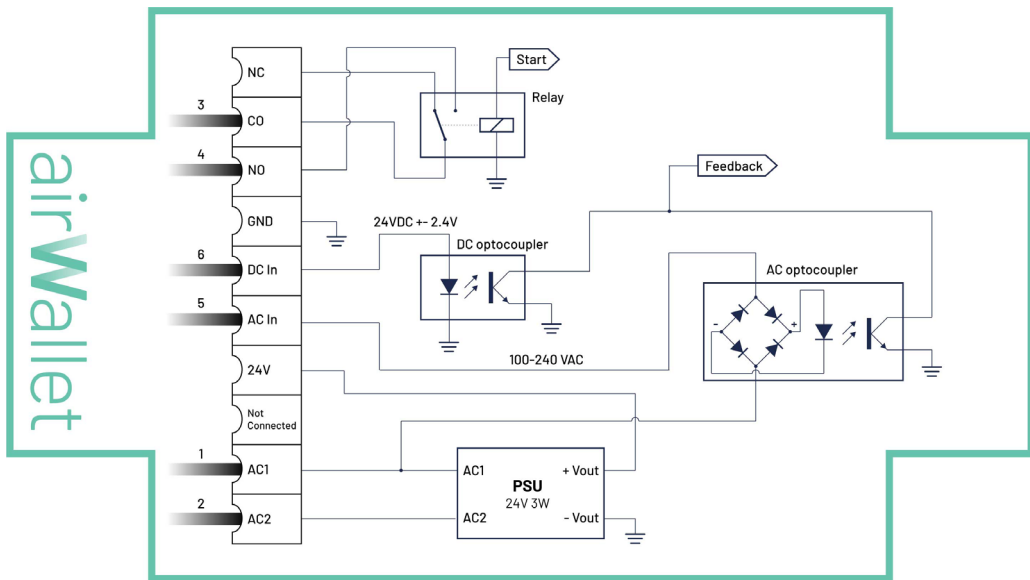 airWallet
NC
3
CO
4
NO
GND
6
DC In
5
AC In
24V
Not
Connected
1
AC1
2
AC2
Start
Relay
Feedback
24VDC +- 2.4V
DC optocoupler
AC optocoupler
-
+
100-240 VAC
AC1
+ Vout
PSU
24V 3W
AC2
- Vout